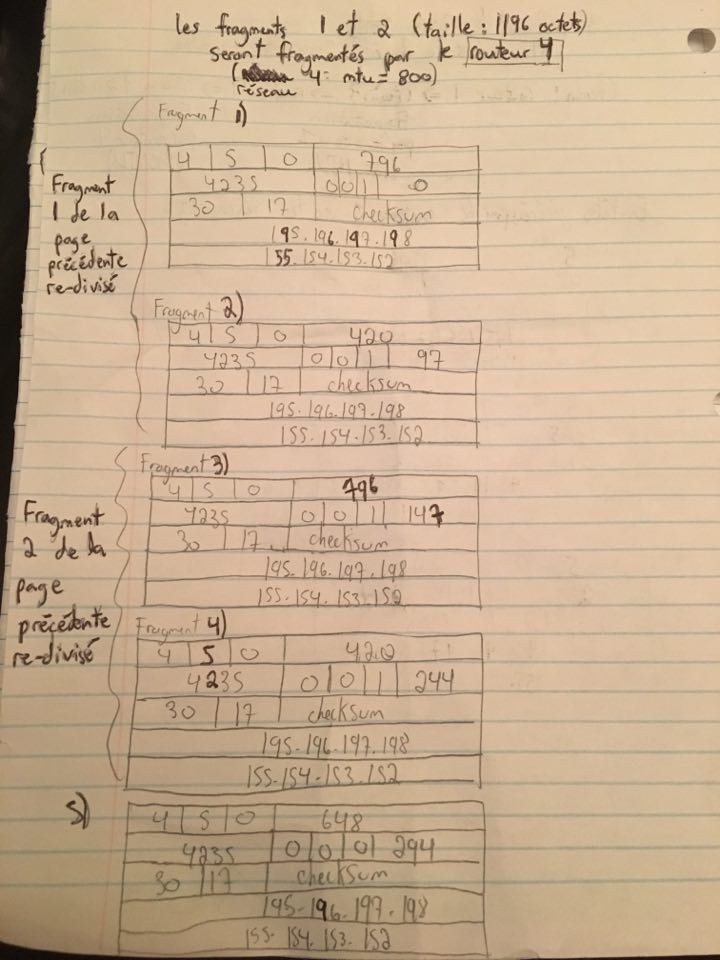 les fragments 1 et 2 (taille : 1196 octets)
seront fragmentés par le routeur 4
( 4: mtu = 800)
réseau
Fragment 1)
Fragment
1 de la
page
précédente
re-divisé
4 5 0 796
4235 0 0 1 0
30 17 checksum
195.196.197.198
155.154.153.152
Fragment 2)
4 5 0 420
4235 0 0 1 97
30 17 checksum
195.196.197.198
155.154.153.152
Fragment 3)
Fragment
2 de la
page
précédente
re-divisé
4 5 0 796
4235 0 0 1 147
30 17 checksum
195.196.197.198
155.154.153.152
Fragment 4)
4 5 0 420
4235 0 0 1 244
30 17 checksum
195.196.197.198
155.154.153.152
5)
4 5 0 648
4235 0 0 0 294
30 17 checksum
195.196.197.198
155.154.153.152